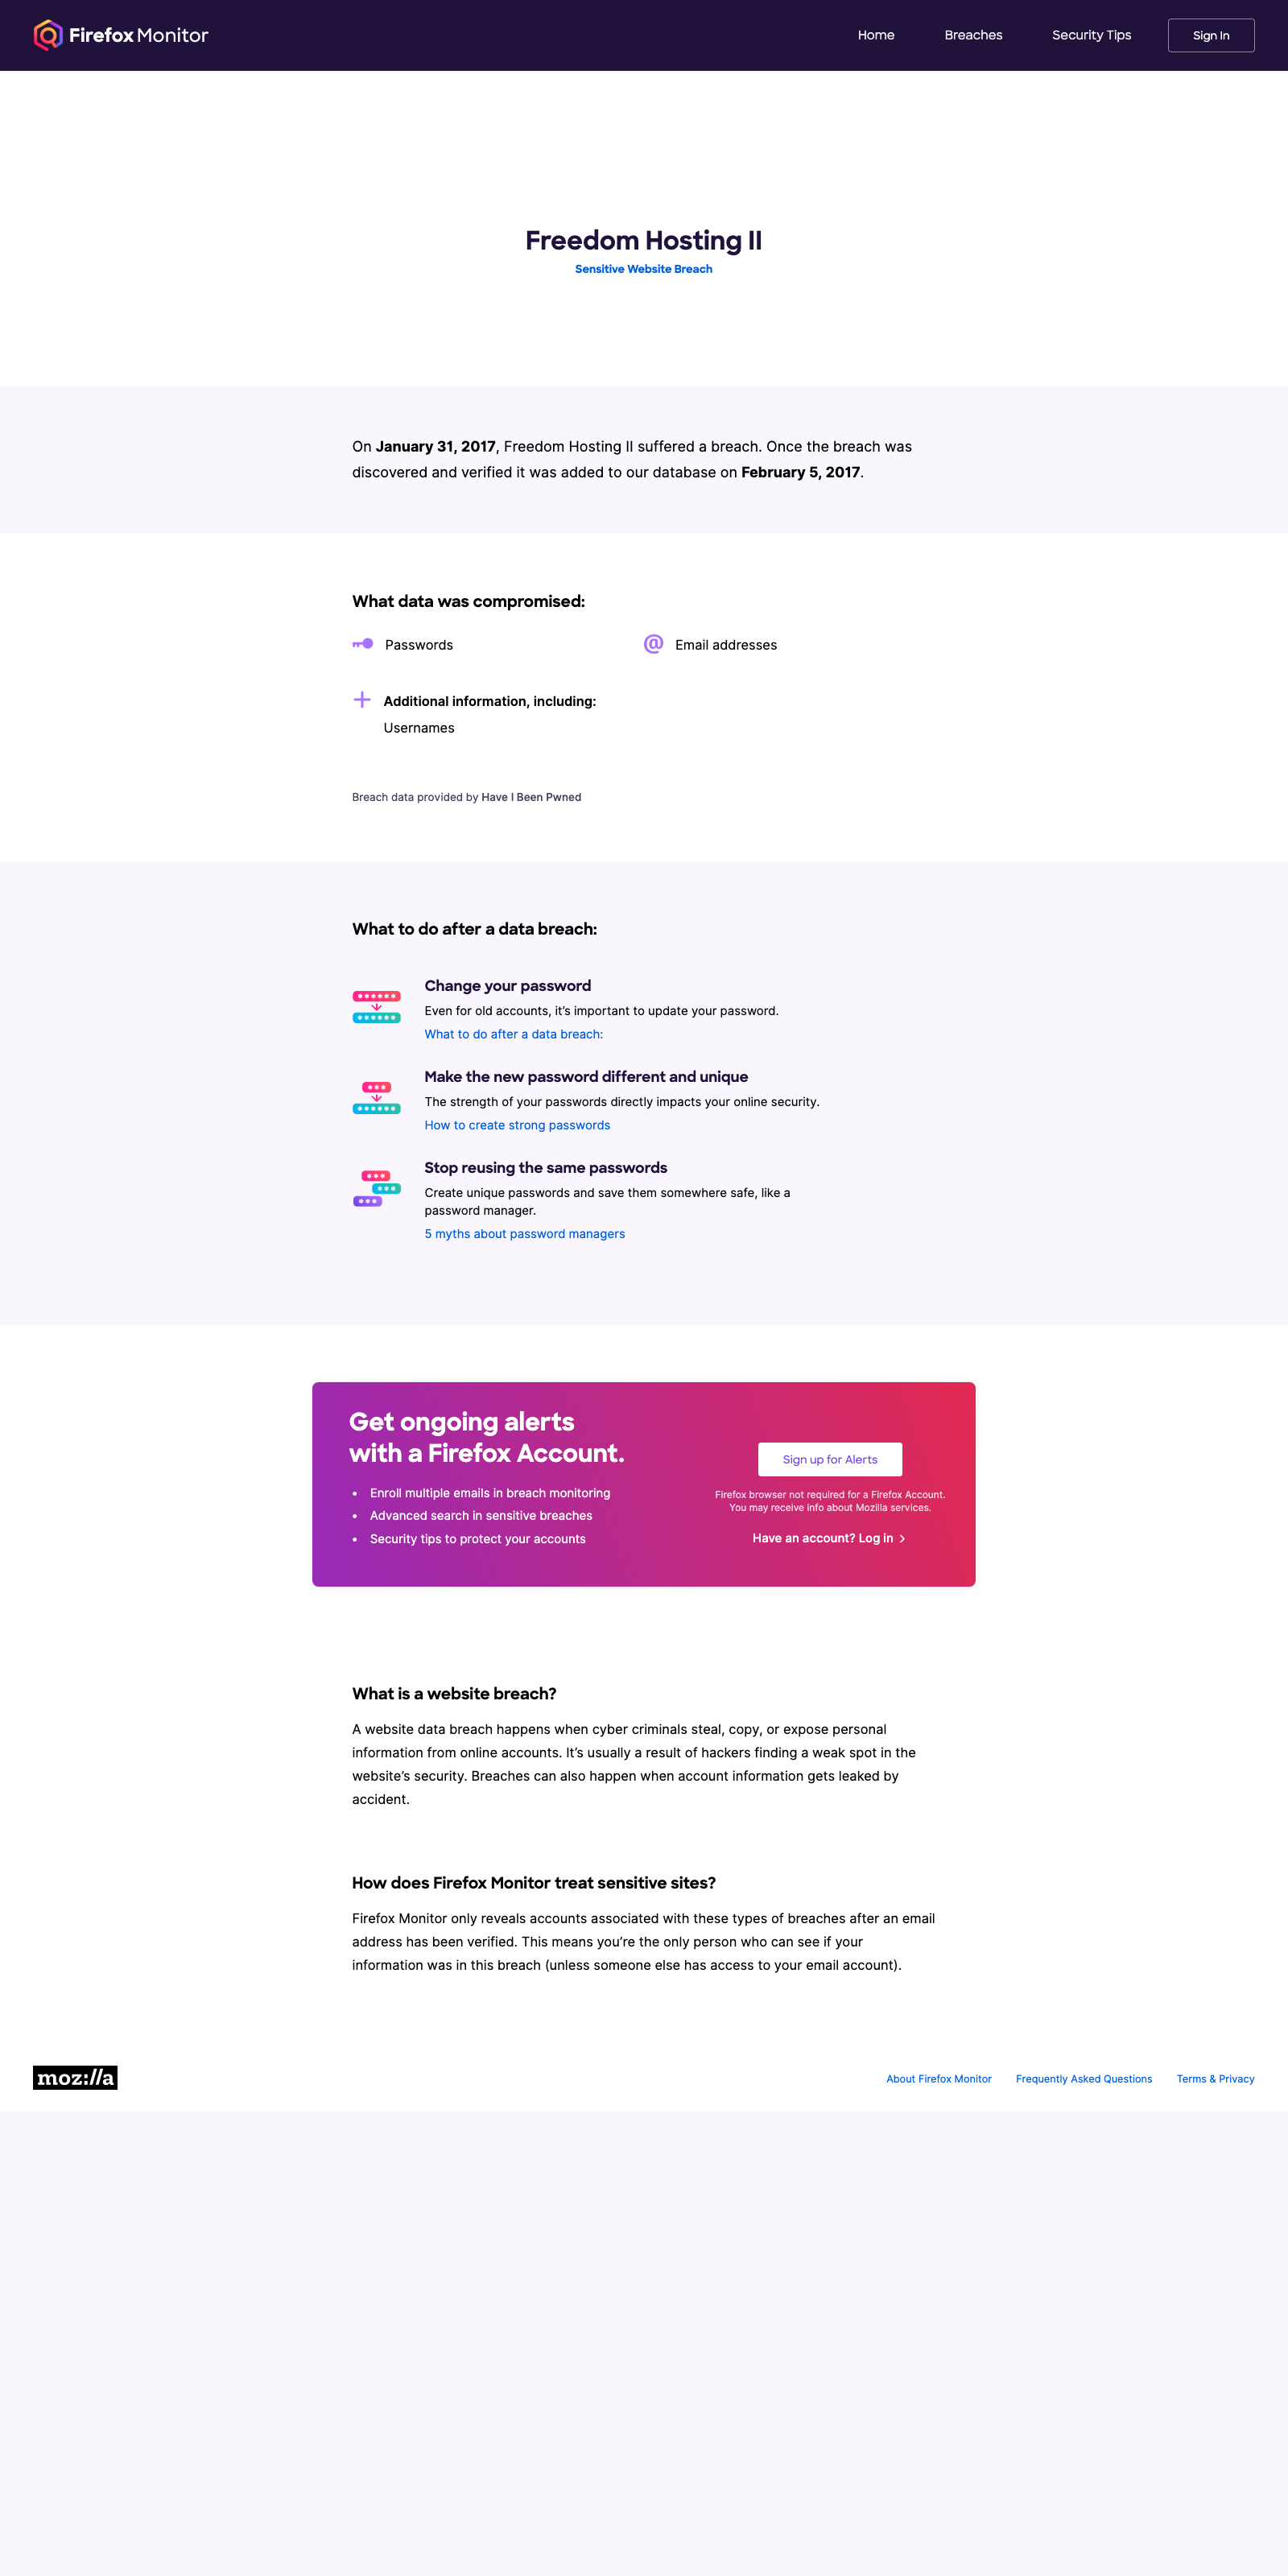 Firefox Monitor
Home
Breaches
Security Tips
Sign In
Freedom Hosting II
Sensitive Website Breach
On January 31, 2017, Freedom Hosting II suffered a breach. Once the breach was
discovered and verified it was added to our database on February 5, 2017.
What data was compromised:
Passwords
@ Email addresses
Additional information, including:
Usernames
Breach data provided by Have I Been Pwned
What to do after a data breach:
Change your password
Even for old accounts, it’s important to update your password.
What to do after a data breach:
Make the new password different and unique
The strength of your passwords directly impacts your online security.
How to create strong passwords
Stop reusing the same passwords
Create unique passwords and save them somewhere safe, like a
password manager.
5 myths about password managers
Get ongoing alerts
with a Firefox Account.
• Enroll multiple emails in breach monitoring
• Advanced search in sensitive breaches
• Security tips to protect your accounts
Sign up for Alerts
Firefox browser not required for a Firefox Account.
You may receive info about Mozilla services.
Have an account? Log in
What is a website breach?
A website data breach happens when cyber criminals steal, copy, or expose personal
information from online accounts. It’s usually a result of hackers finding a weak spot in the
website’s security. Breaches can also happen when account information gets leaked by
accident.
How does Firefox Monitor treat sensitive sites?
Firefox Monitor only reveals accounts associated with these types of breaches after an email
address has been verified. This means you’re the only person who can see if your
information was in this breach (unless someone else has access to your email account).
moz://a
About Firefox Monitor
Frequently Asked Questions
Terms & Privacy